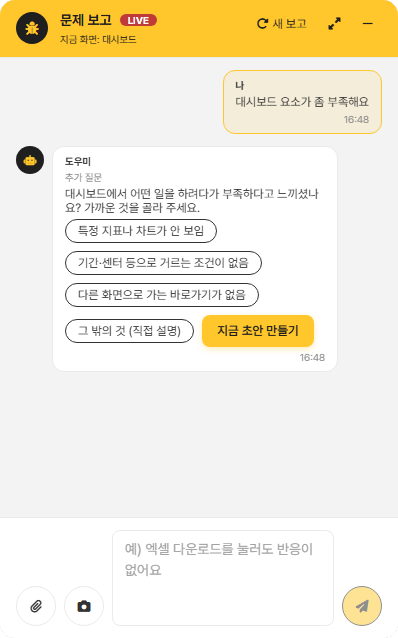 문제 보고 LIVE
지금 화면: 대시보드
새 보고
나
대시보드 요소가 좀 부족해요
16:48
도우미
추가 질문
대시보드에서 어떤 일을 하려다가 부족하다고 느끼셨나
요? 가까운 것을 골라 주세요.
특정 지표나 차트가 안 보임
기간·센터 등으로 거르는 조건이 없음
다른 화면으로 가는 바로가기가 없음
그 밖의 것 (직접 설명)
지금 초안 만들기
16:48
예) 엑셀 다운로드를 눌러도 반응이
없어요